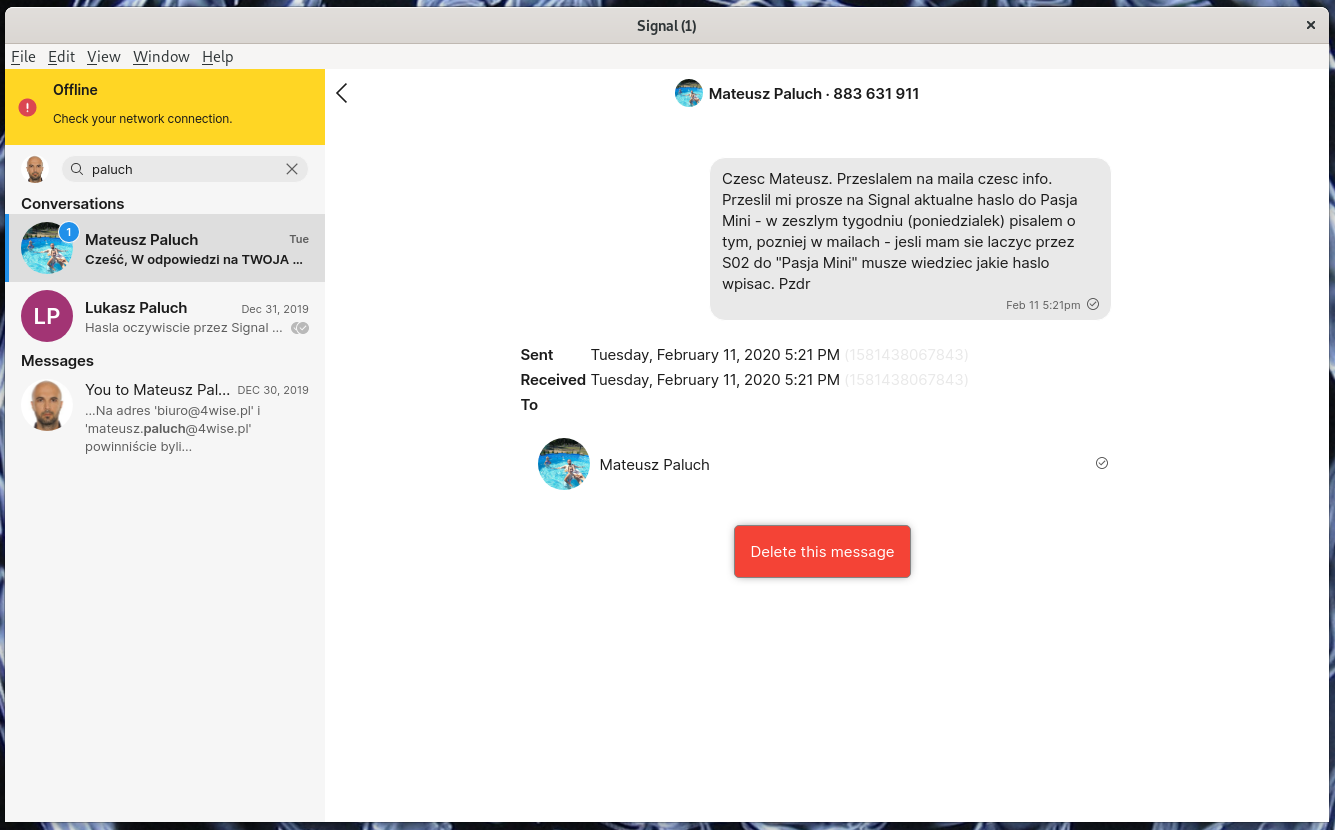 Signal (1)
File Edit View Window Help
Offline
Check your network connection.
paluch
Conversations
1
Mateusz Paluch Tue
Cześć, W odpowiedzi na TWOJA ...
LP
Lukasz Paluch Dec 31, 2019
Hasla oczywiscie przez Signal ...
Messages
You to Mateusz Pal... DEC 30, 2019
...Na adres 'biuro@4wise.pl' i
'mateusz.paluch@4wise.pl'
powinniście byli...
Mateusz Paluch · 883 631 911
Czesc Mateusz. Przeslalem na maila czesc info.
Przeslil mi prosze na Signal aktualne haslo do Pasja
Mini - w zeszlym tygodniu (poniedzialek) pisalem o
tym, pozniej w mailach - jesli mam sie laczyc przez
S02 do "Pasja Mini" musze wiedziec jakie haslo
wpisac. Pzdr
Feb 11 5:21pm
Sent Tuesday, February 11, 2020 5:21 PM (1581438067843)
Received Tuesday, February 11, 2020 5:21 PM (1581438067843)
To
Mateusz Paluch
Delete this message